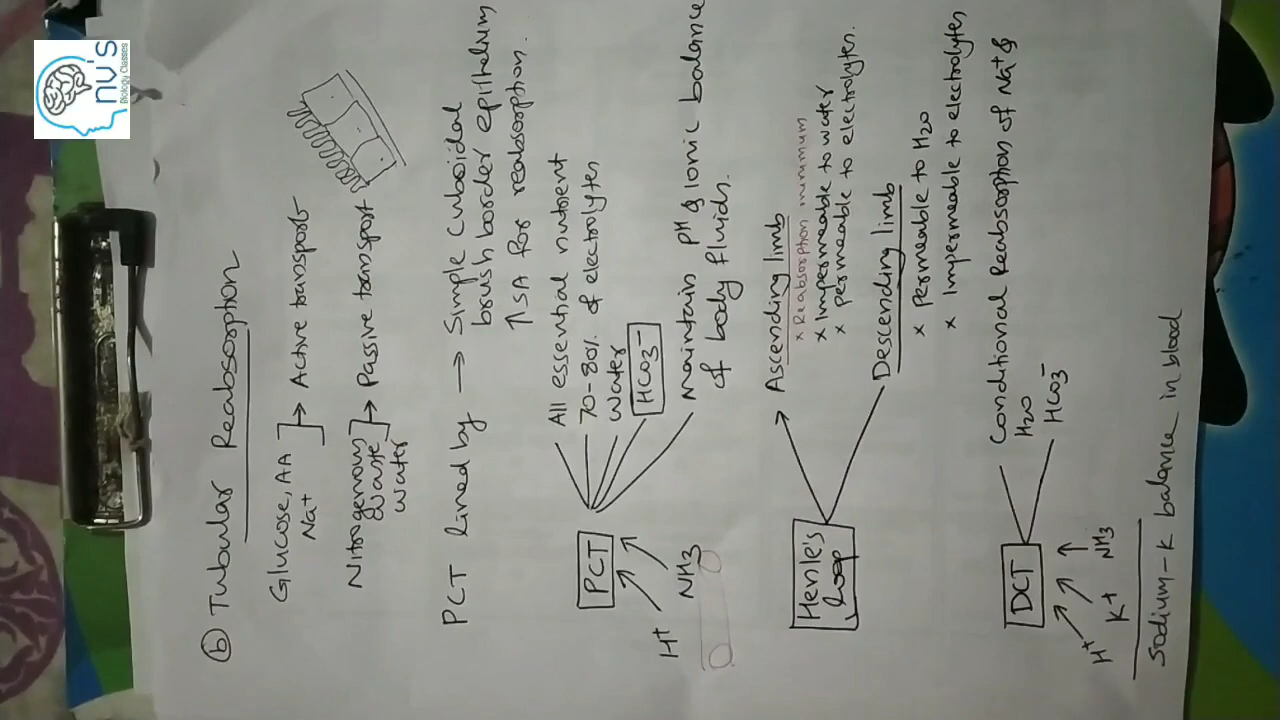 NV'S
Biology Classes
(b) Tubular Reabsorption
Glucose, AA
Na+
→ Active transport
Nitrogenous
waste
water
→ Passive transport
PCT lined by → Simple cuboidal
brush border epithelium
↑SA for reabsorption.
PCT
H+
NH3
All essential nutrient
70-80% of electrolytes
Water
HCO3-
Maintain pH & ionic balance
of body fluids.
Henle's
Loop
Ascending limb
x Reabsorption minimum
x Impermeable to water
x permeable to electrolytes.
Descending limb
x permeable to H2O
x Impermeable to electrolytes
DCT
H+
K+
NH3
Conditional Reabsorption of Na+ &
H2O
HCO3-
Sodium-K balance in blood